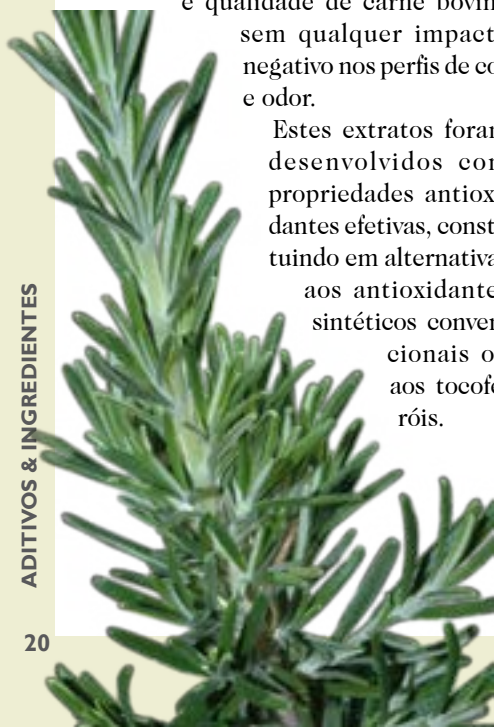 e qualidade de carne bovin
sem qualquer impact
negativo nos perfis de co
e odor.
Estes extratos foram
desenvolvidos com
propriedades antiox
dantes efetivas, const
tuindo em alternativa
aos antioxidante
sintéticos conven
cionais o
aos tocofe
róis.
ADITIVOS & INGREDIENTES
20